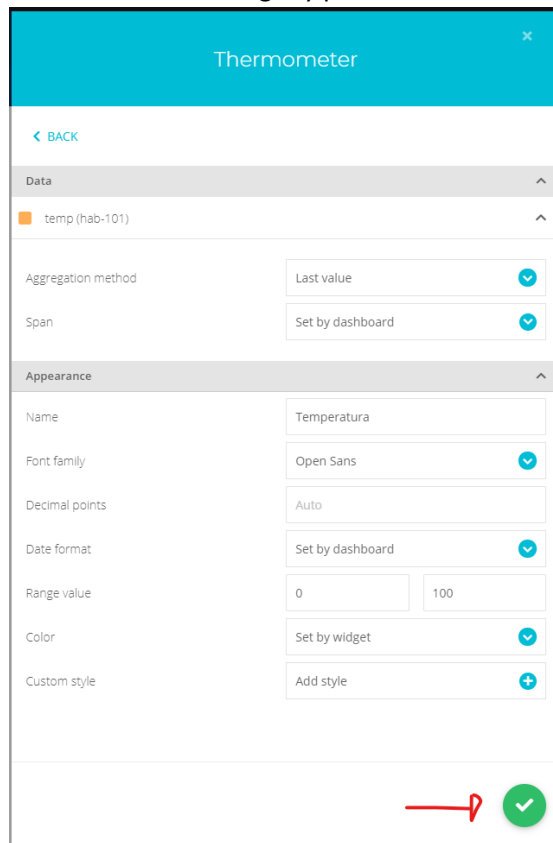 Thermometer
BACK
Data
temp (hab-101)
Aggregation method Last value
Span Set by dashboard
Appearance
Name Temperatura
Font family Open Sans
Decimal points Auto
Date format Set by dashboard
Range value 0 100
Color Set by widget
Custom style Add style